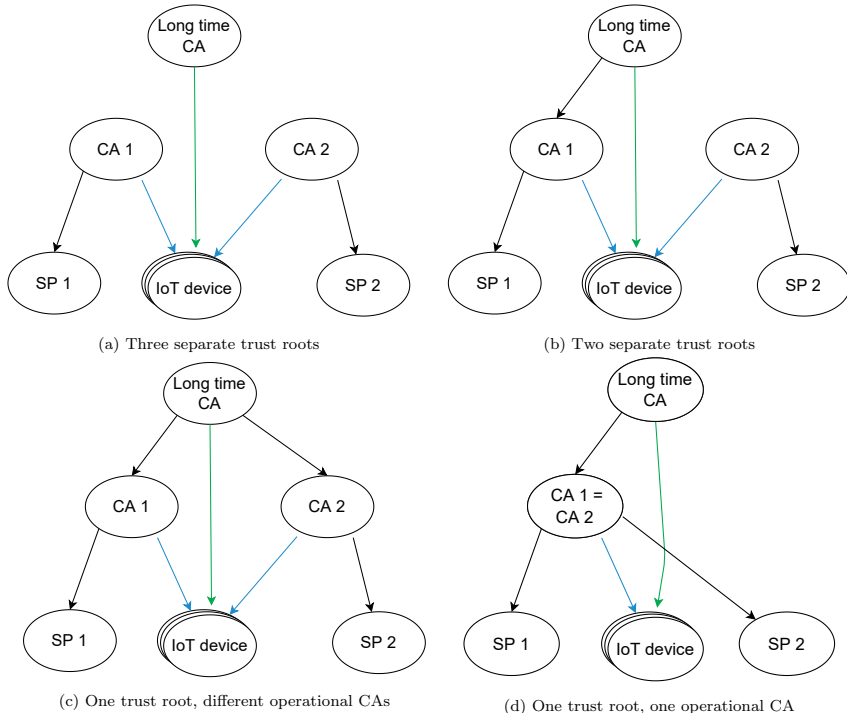 Long time
CA
CA 1
CA 2
SP 1
IoT device
SP 2
(a) Three separate trust roots
Long time
CA
CA 1
CA 2
SP 1
IoT device
SP 2
(b) Two separate trust roots
Long time
CA
CA 1
CA 2
SP 1
IoT device
SP 2
(c) One trust root, different operational CAs
Long time
CA
CA 1 =
CA 2
SP 1
IoT device
SP 2
(d) One trust root, one operational CA